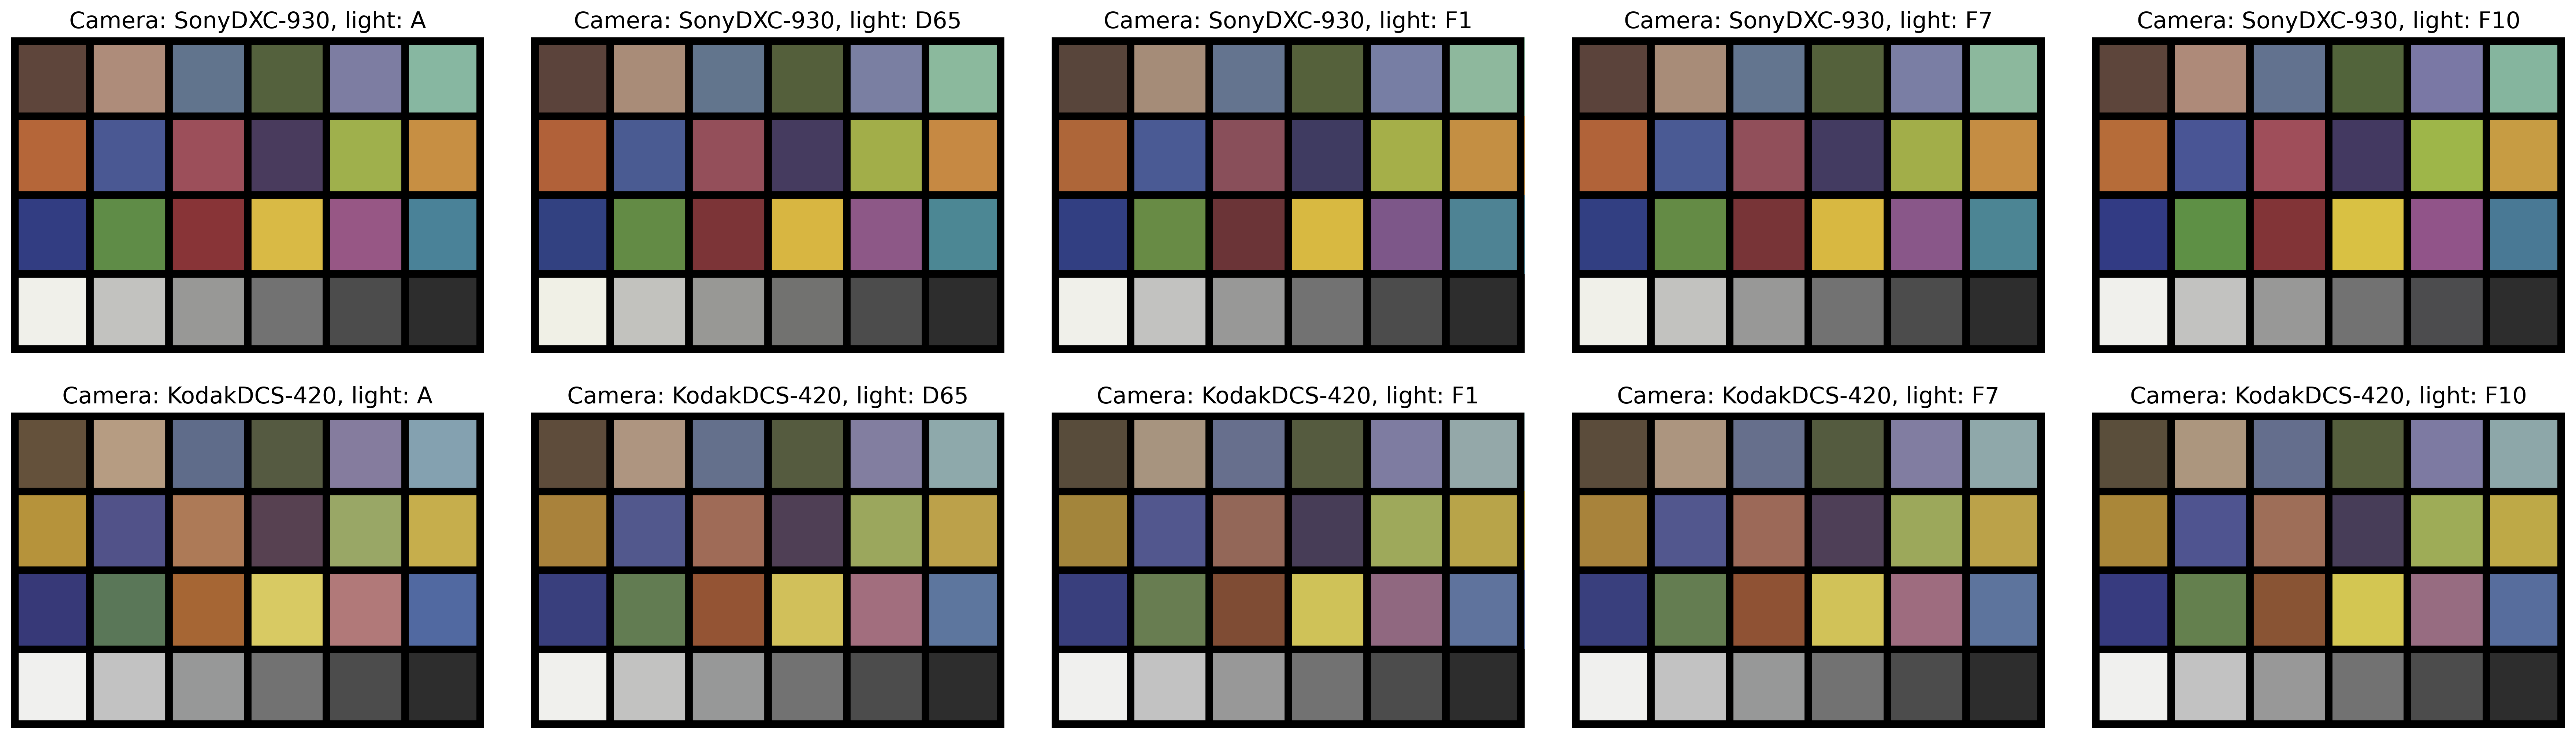 Camera: SonyDXC-930, light: A
Camera: SonyDXC-930, light: D65
Camera: SonyDXC-930, light: F1
Camera: SonyDXC-930, light: F7
Camera: SonyDXC-930, light: F10
Camera: KodakDCS-420, light: A
Camera: KodakDCS-420, light: D65
Camera: KodakDCS-420, light: F1
Camera: KodakDCS-420, light: F7
Camera: KodakDCS-420, light: F10